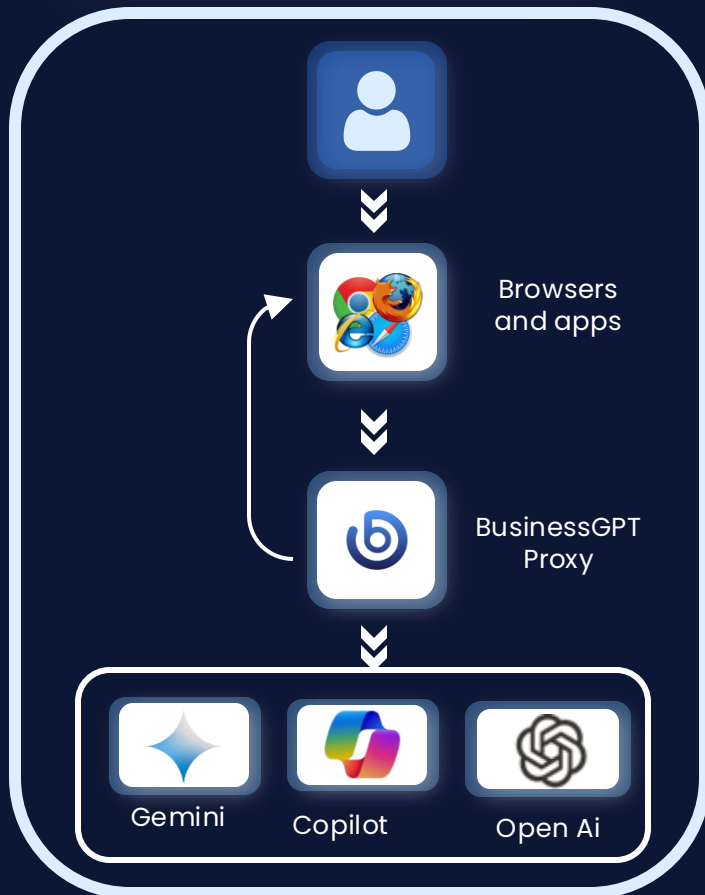 Browsers
and apps
BusinessGPT
Proxy
Gemini
Copilot
Open Ai